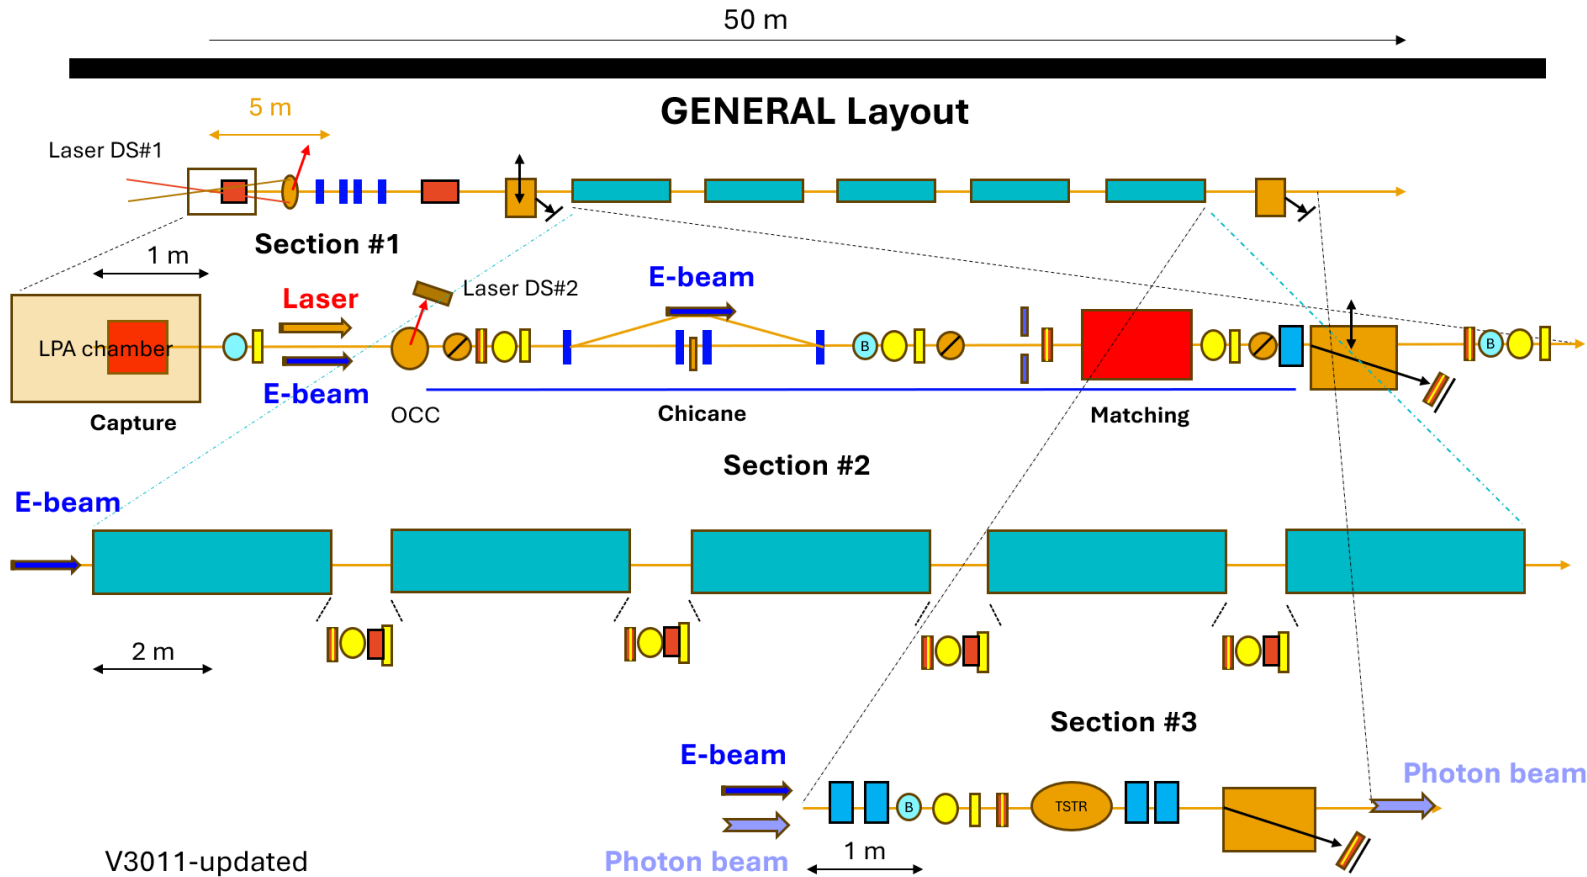 50 m
GENERAL Layout
5 m
Laser DS#1
Section #1
1 m
Laser
Laser DS#2
E-beam
LPA chamber
B
B
E-beam
Capture
OCC
Chicane
Matching
Section #2
E-beam
2 m
Section #3
E-beam
Photon beam
B
TSTR
Photon beam
1 m
V3011-updated